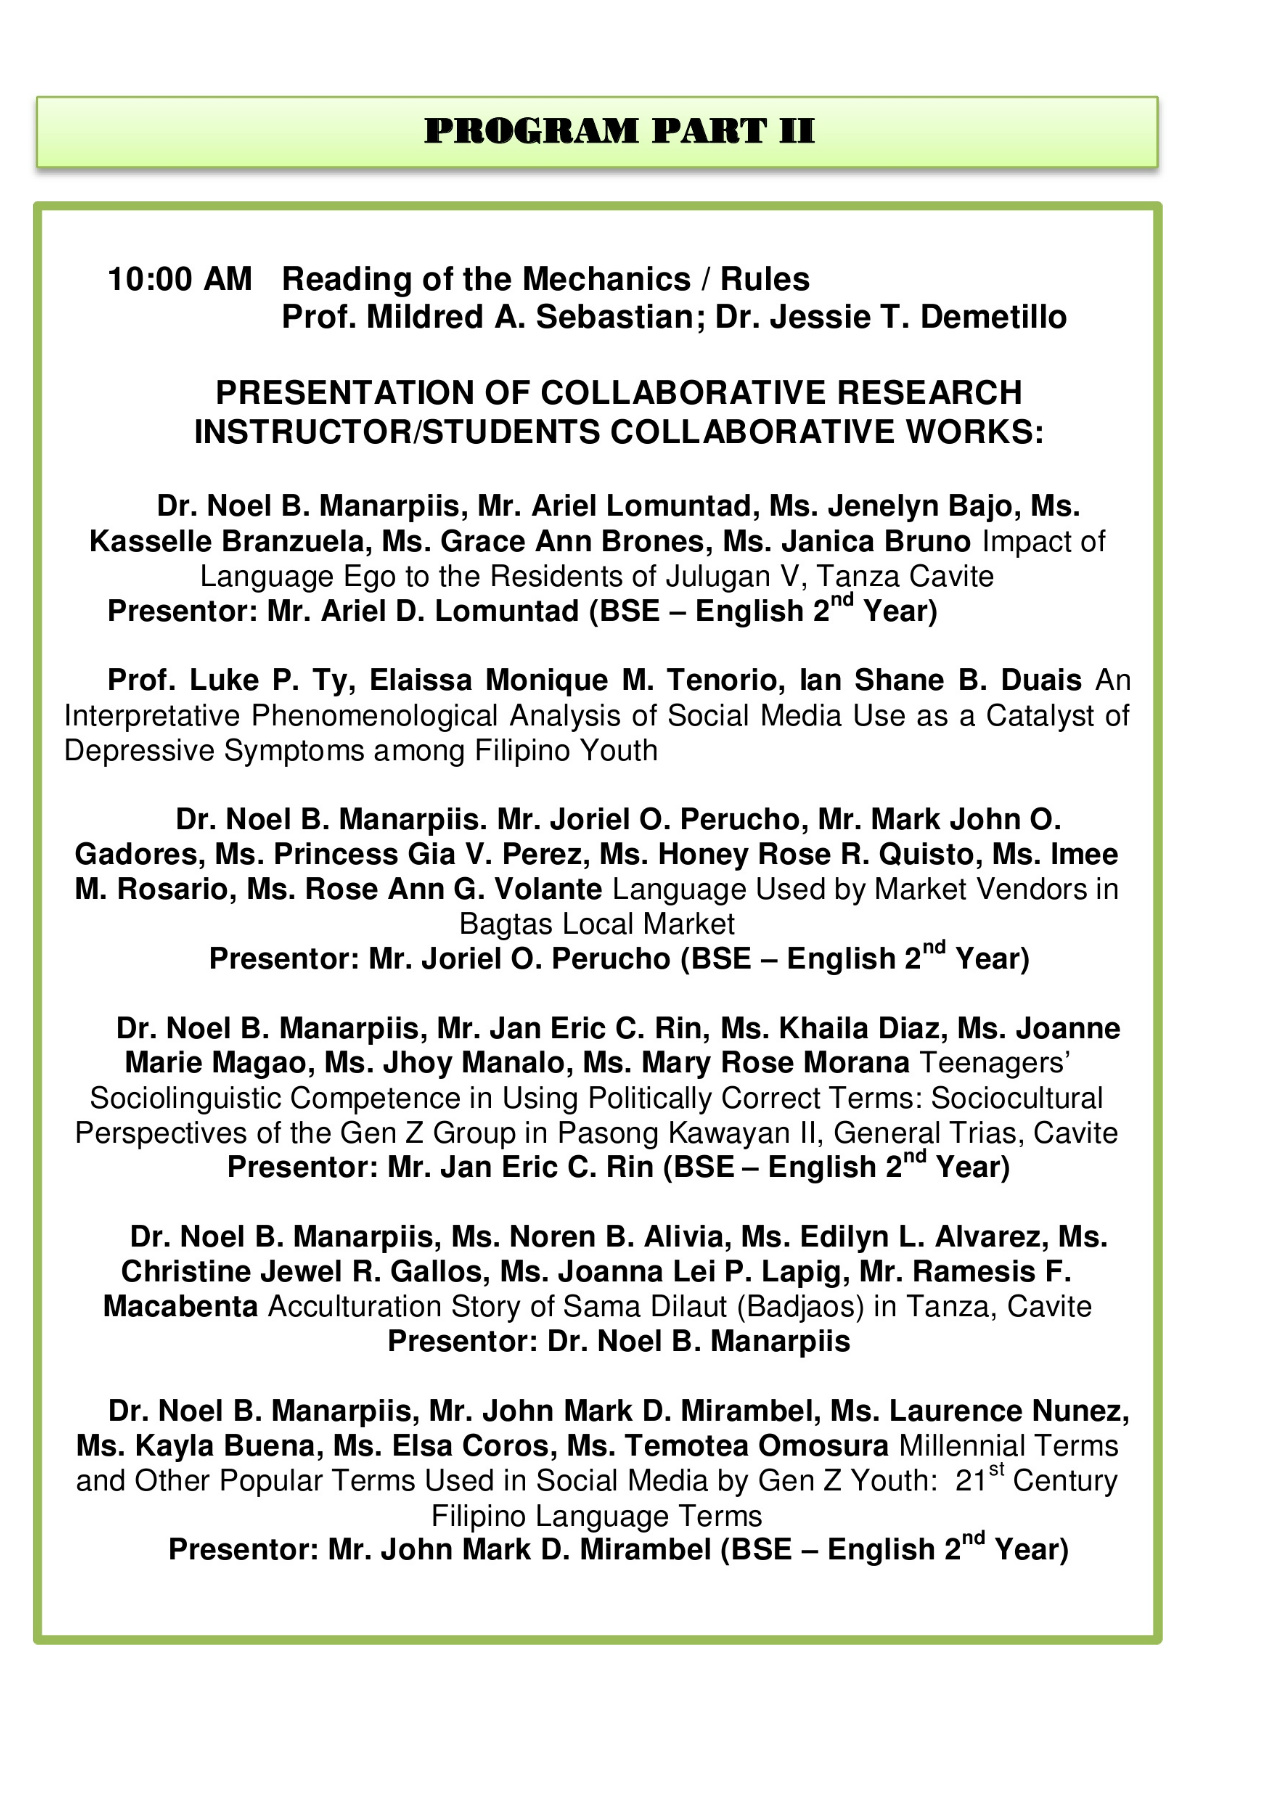 PROGRAM PART II
10:00 AM Reading of the Mechanics / Rules
Prof. Mildred A. Sebastian; Dr. Jessie T. Demetillo
PRESENTATION OF COLLABORATIVE RESEARCH
INSTRUCTOR/STUDENTS COLLABORATIVE WORKS:
Dr. Noel B. Manarpiis, Mr. Ariel Lomuntad, Ms. Jenelyn Bajo, Ms.
Kasselle Branzuela, Ms. Grace Ann Brones, Ms. Janica Bruno Impact of
Language Ego to the Residents of Julugan V, Tanza Cavite
Presentor: Mr. Ariel D. Lomuntad (BSE – English 2nd Year)
Prof. Luke P. Ty, Elaissa Monique M. Tenorio, Ian Shane B. Duais An
Interpretative Phenomenological Analysis of Social Media Use as a Catalyst of
Depressive Symptoms among Filipino Youth
Dr. Noel B. Manarpiis. Mr. Joriel O. Perucho, Mr. Mark John O.
Gadores, Ms. Princess Gia V. Perez, Ms. Honey Rose R. Quisto, Ms. Imee
M. Rosario, Ms. Rose Ann G. Volante Language Used by Market Vendors in
Bagtas Local Market
Presentor: Mr. Joriel O. Perucho (BSE – English 2nd Year)
Dr. Noel B. Manarpiis, Mr. Jan Eric C. Rin, Ms. Khaila Diaz, Ms. Joanne
Marie Magao, Ms. Jhoy Manalo, Ms. Mary Rose Morana Teenagers’
Sociolinguistic Competence in Using Politically Correct Terms: Sociocultural
Perspectives of the Gen Z Group in Pasong Kawayan II, General Trias, Cavite
Presentor: Mr. Jan Eric C. Rin (BSE – English 2nd Year)
Dr. Noel B. Manarpiis, Ms. Noren B. Alivia, Ms. Edilyn L. Alvarez, Ms.
Christine Jewel R. Gallos, Ms. Joanna Lei P. Lapig, Mr. Ramesis F.
Macabenta Acculturation Story of Sama Dilaut (Badjaos) in Tanza, Cavite
Presentor: Dr. Noel B. Manarpiis
Dr. Noel B. Manarpiis, Mr. John Mark D. Mirambel, Ms. Laurence Nunez,
Ms. Kayla Buena, Ms. Elsa Coros, Ms. Temotea Omosura Millennial Terms
and Other Popular Terms Used in Social Media by Gen Z Youth: 21st Century
Filipino Language Terms
Presentor: Mr. John Mark D. Mirambel (BSE – English 2nd Year)